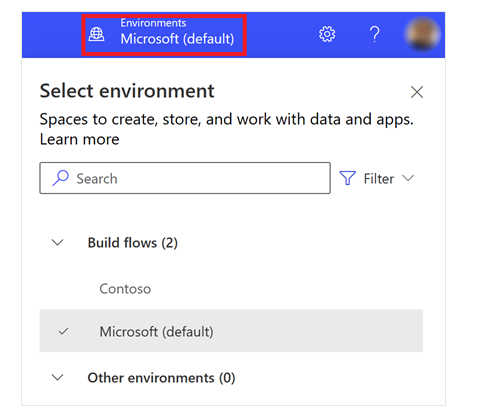 Environments
Microsoft (default)
?
Select environment
Spaces to create, store, and work with data and apps.
Learn more
Search
Filter
Build flows (2)
Contoso
Microsoft (default)
Other environments (0)